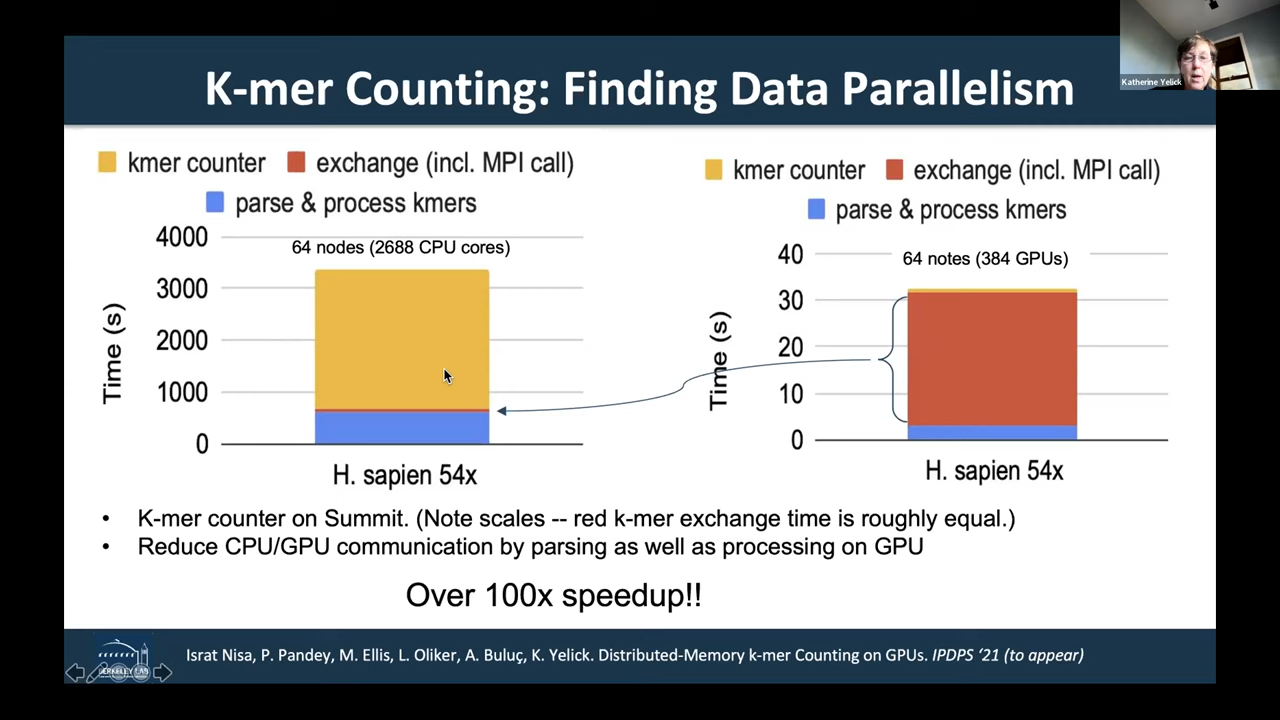 Katherine Yelick
K-mer Counting: Finding Data Parallelism
kmer counter exchange (incl. MPI call)
parse & process kmers
64 nodes (2688 CPU cores)
4000
3000
2000
1000
0
Time (s)
H. sapien 54x
kmer counter exchange (incl. MPI call)
parse & process kmers
64 notes (384 GPUs)
40
30
20
10
0
Time (s)
H. sapien 54x
• K-mer counter on Summit. (Note scales -- red k-mer exchange time is roughly equal.)
• Reduce CPU/GPU communication by parsing as well as processing on GPU
Over 100x speedup!!
BERKELEY LAB
Israt Nisa, P. Pandey, M. Ellis, L. Oliker, A. Buluç, K. Yelick. Distributed-Memory k-mer Counting on GPUs. IPDPS '21 (to appear)